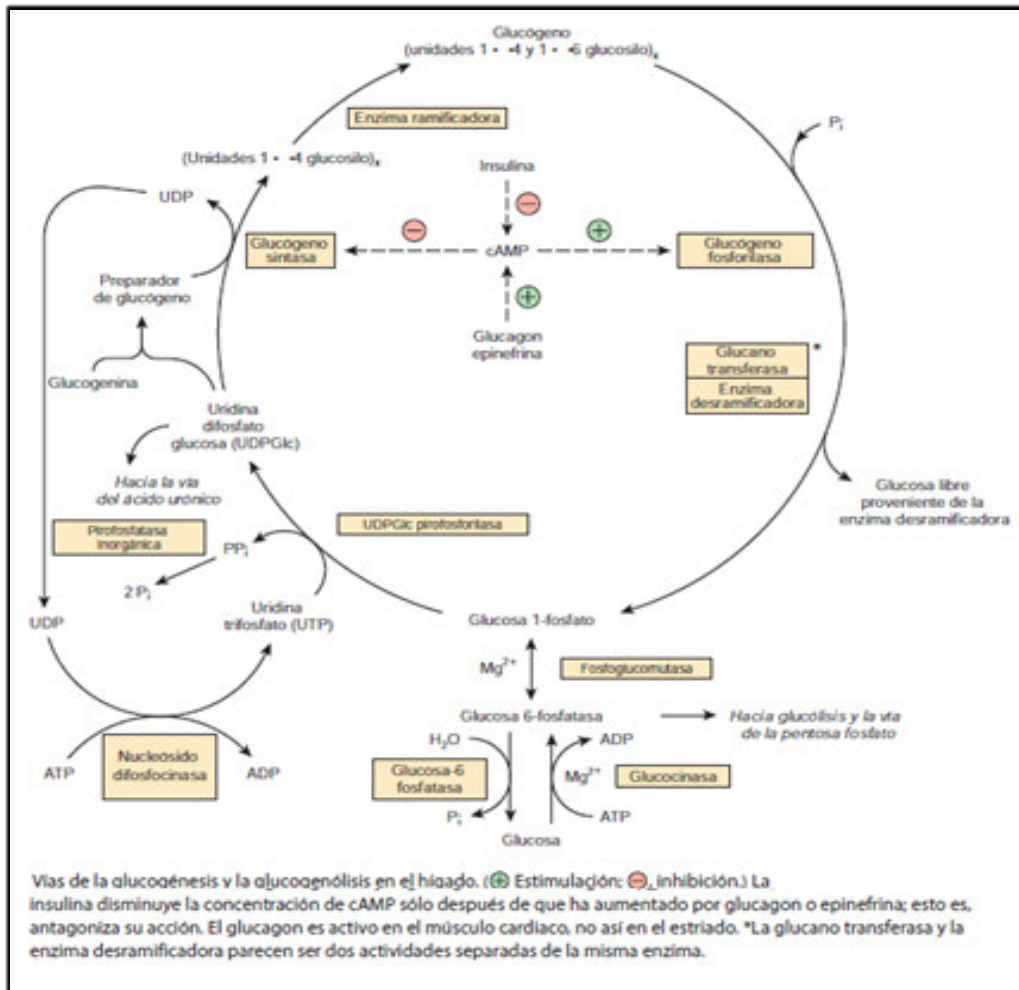 Glucógeno
(unidades 1 · ·4 y 1 · ·6 glucosilo)x
Enzima ramificadora
Pi
(Unidades 1 · ·4 glucosilo)x
Insulina
UDP
Glucógeno
sintasa
cAMP
Glucógeno
fosforilasa
Preparador
de glucógeno
Glucagon
epinefrina
Glucano
transferasa
*
Enzima
desramificadora
Glucogenina
Uridina
difosfato
glucosa (UDPGlc)
Hacia la vía
del ácido urónico
Glucosa libre
proveniente de la
enzima desramificadora
Pirofosfatasa
inorgánica
UDPGlc pirofosforilasa
PPi
2 Pi
UDP
Uridina
trifosfato (UTP)
Glucosa 1-fosfato
Mg2+
Fosfoglucomutasa
Glucosa 6-fosfatasa
Hacia glucólisis y la vía
de la pentosa fosfato
H2O
ADP
ATP
Nucleósido
difosfocinasa
ADP
Glucosa-6
fosfatasa
Mg2+
Glucocinasa
Pi
ATP
Glucosa
Vías de la glucogénesis y la glucogenólisis en el hígado. (⊕ Estimulación; ⊖, inhibición.) La
insulina disminuye la concentración de cAMP sólo después de que ha aumentado por glucagon o epinefrina; esto es,
antagoniza su acción. El glucagon es activo en el músculo cardiaco, no así en el estriado. *La glucano transferasa y la
enzima desramificadora parecen ser dos actividades separadas de la misma enzima.